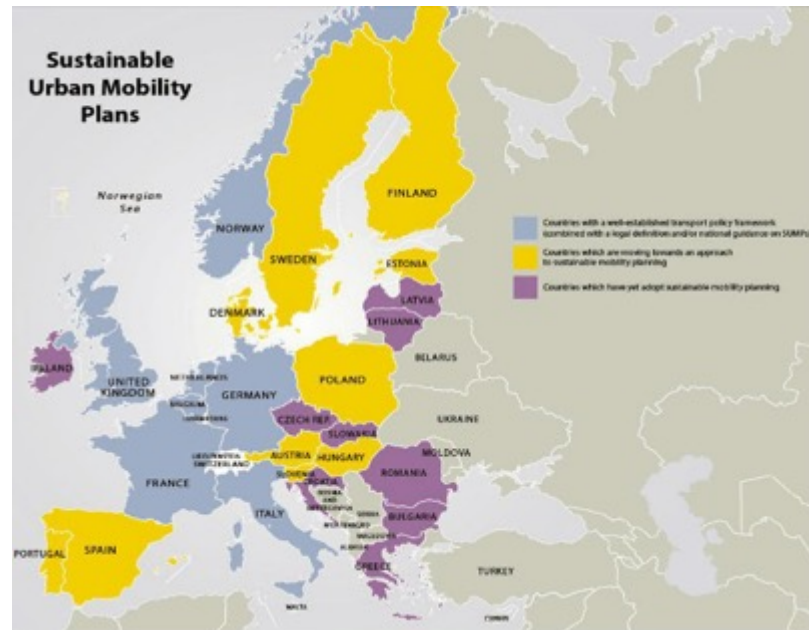 Sustainable
Urban Mobility
Plans
Norwegian
Sea
NORWAY
SWEDEN
FINLAND
Countries with a well-established transport policy framework
(combined with a legal definition and/or national guidance on SUMPs
Countries which are moving towards an approach
to sustainable mobility planning
Countries which have yet adopt sustainable mobility planning
ESTONIA
LATVIA
LITHUANIA
DENMARK
IRELAND
UNITED
KINGDOM
NETHERLANDS
GERMANY
POLAND
BELARUS
UKRAINE
LUXEMBOURG
CZECH REP.
SLOVAKIA
MOLDOVA
LIECHTENSTEIN
SWITZERLAND
AUSTRIA
HUNGARY
SLOVENIA
CROATIA
ROMANIA
FRANCE
ITALY
BOSNIA
AND
SERBIA
MONTENEGRO
BULGARIA
GREECE
PORTUGAL
SPAIN
TURKEY
MALTA